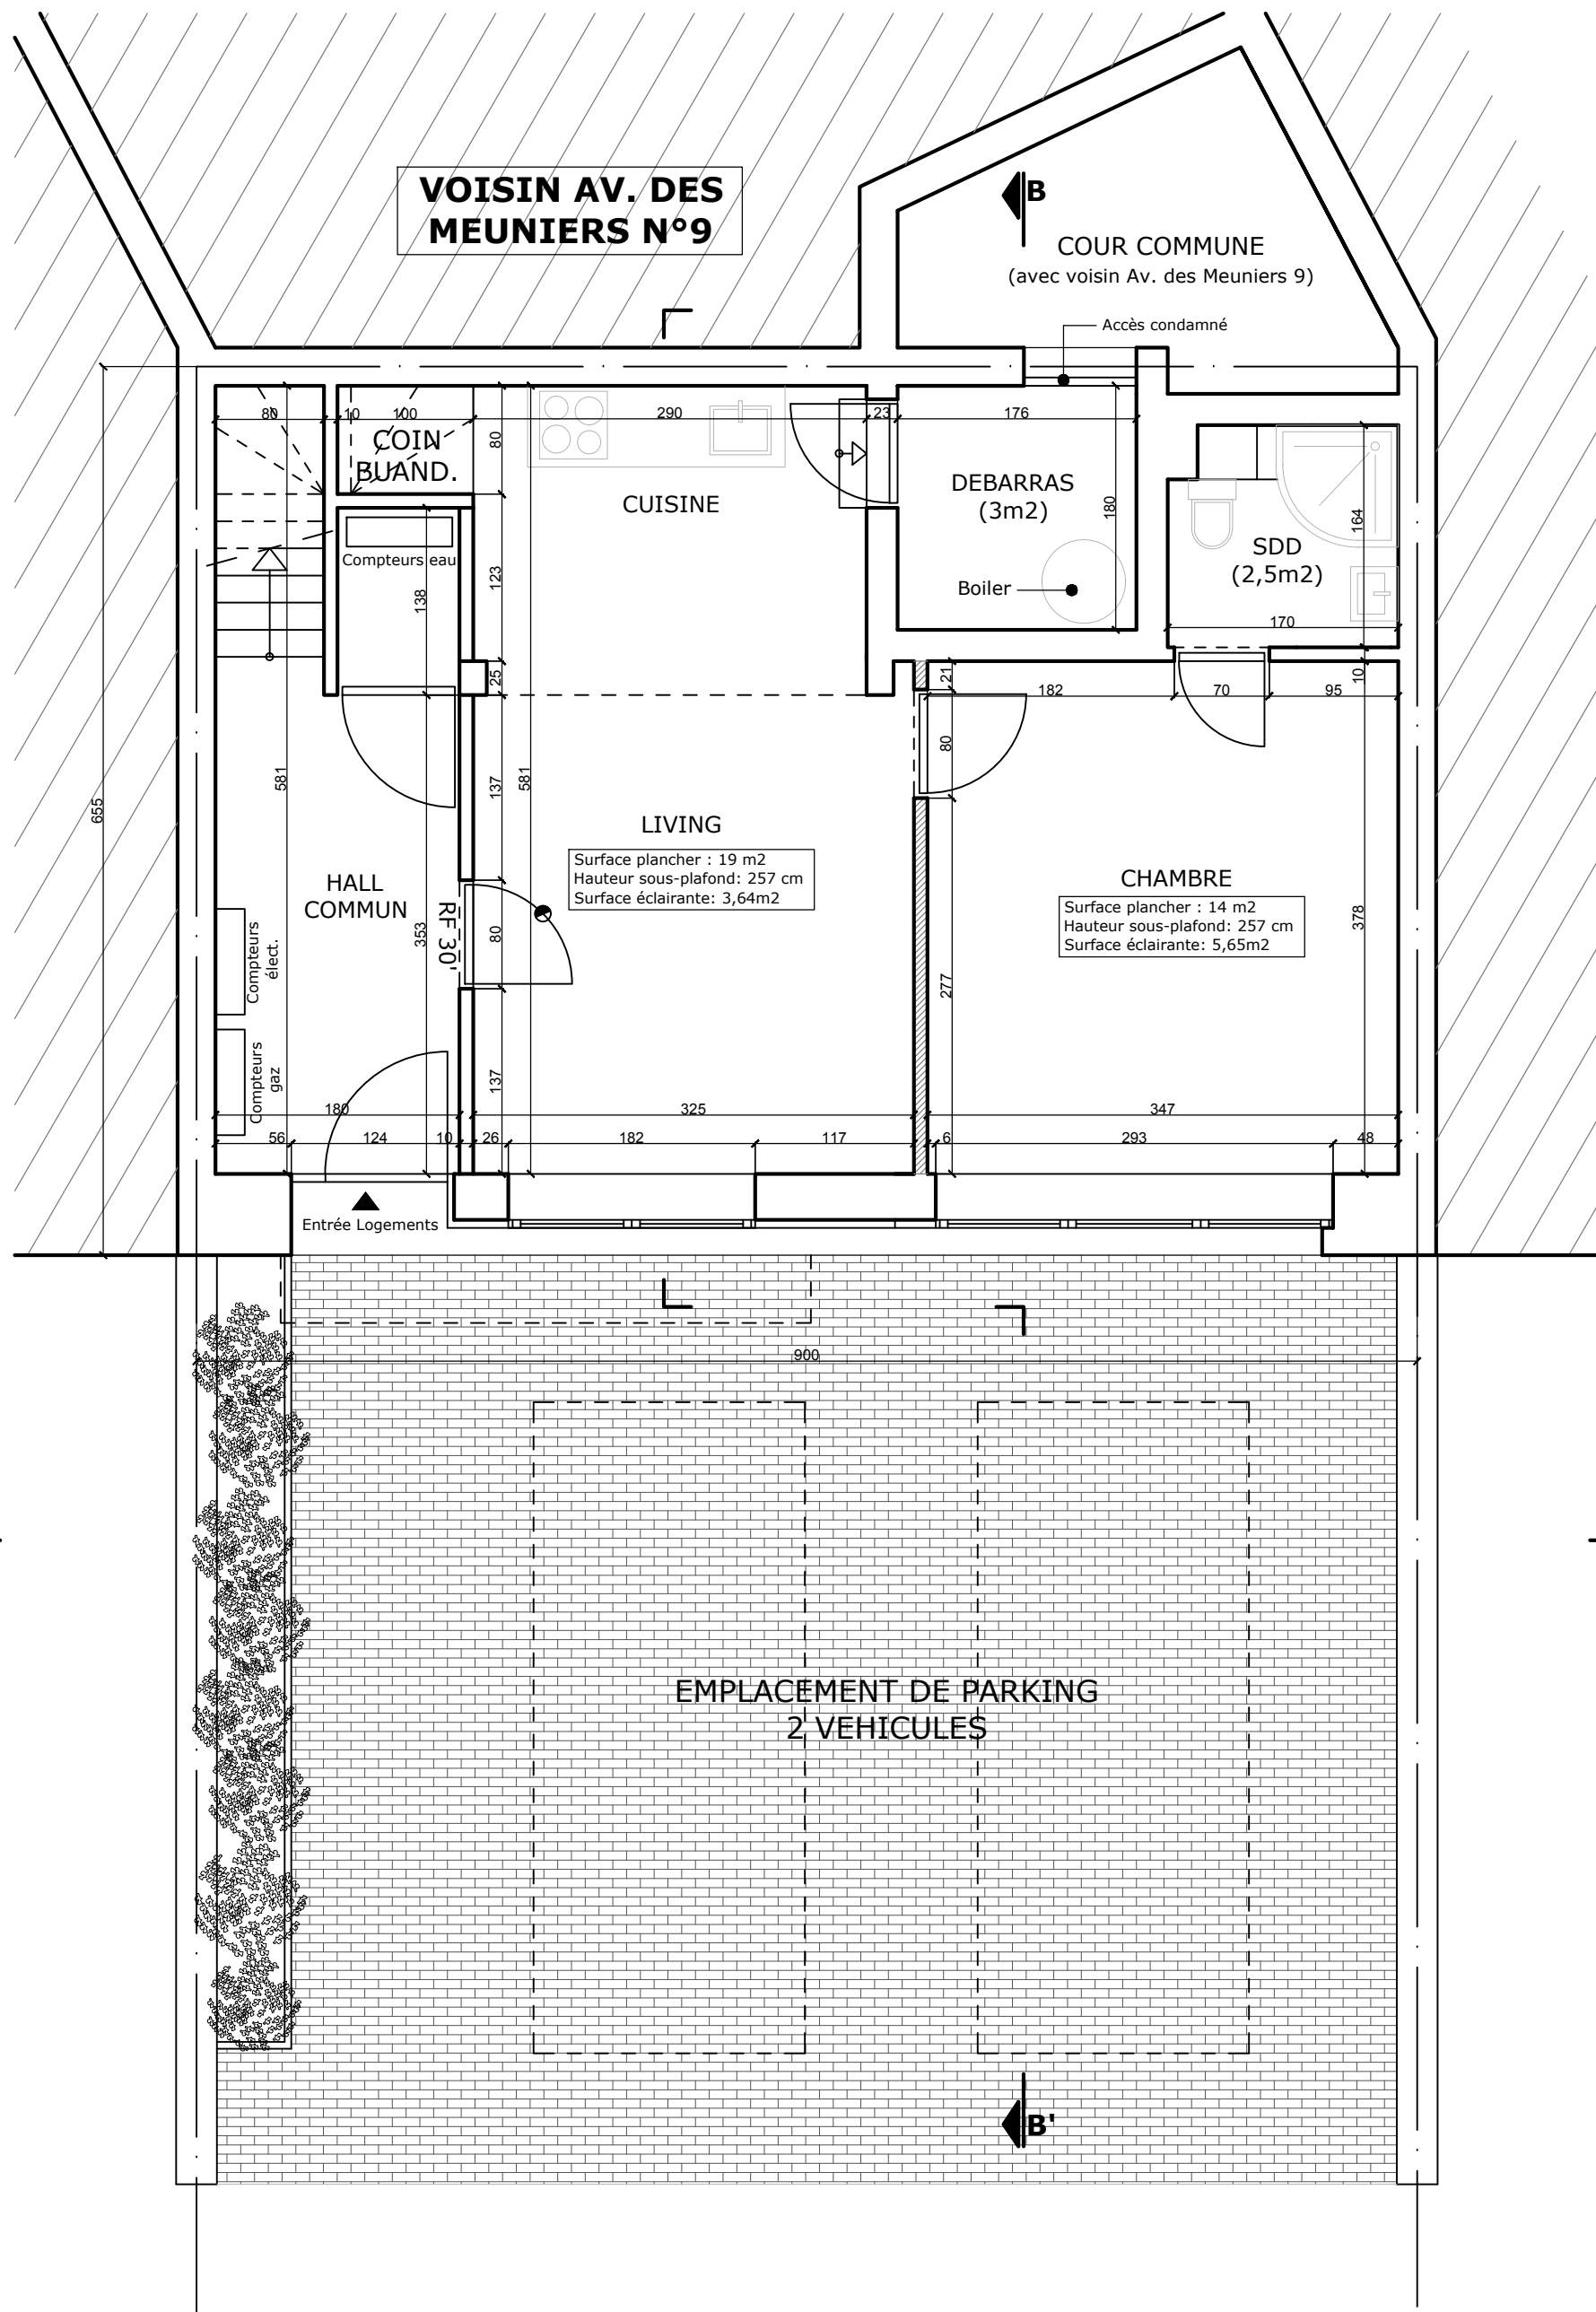 VOISIN AV. DES
MEUNIERS N°9
B
COUR COMMUNE
(avec voisin Av. des Meuniers 9)
Accès condamné
80
10
100
290
23
176
COIN
BUAND.
80
CUISINE
DEBARRAS
(3m2)
180
164
SDD
(2,5m2)
Compteurs eau
138
123
Boiler
170
25
21
10
182
70
95
655
581
137
581
80
LIVING
Surface plancher : 19 m2
Hauteur sous-plafond: 257 cm
Surface éclairante: 3,64m2
CHAMBRE
Surface plancher : 14 m2
Hauteur sous-plafond: 257 cm
Surface éclairante: 5,65m2
HALL
COMMUN
RF 30'
353
80
378
277
Compteurs
élect.
Compteurs
gaz
137
180
325
347
56
124
10
26
182
117
6
293
48
Entrée Logements
900
EMPLACEMENT DE PARKING
2 VEHICULES
B'